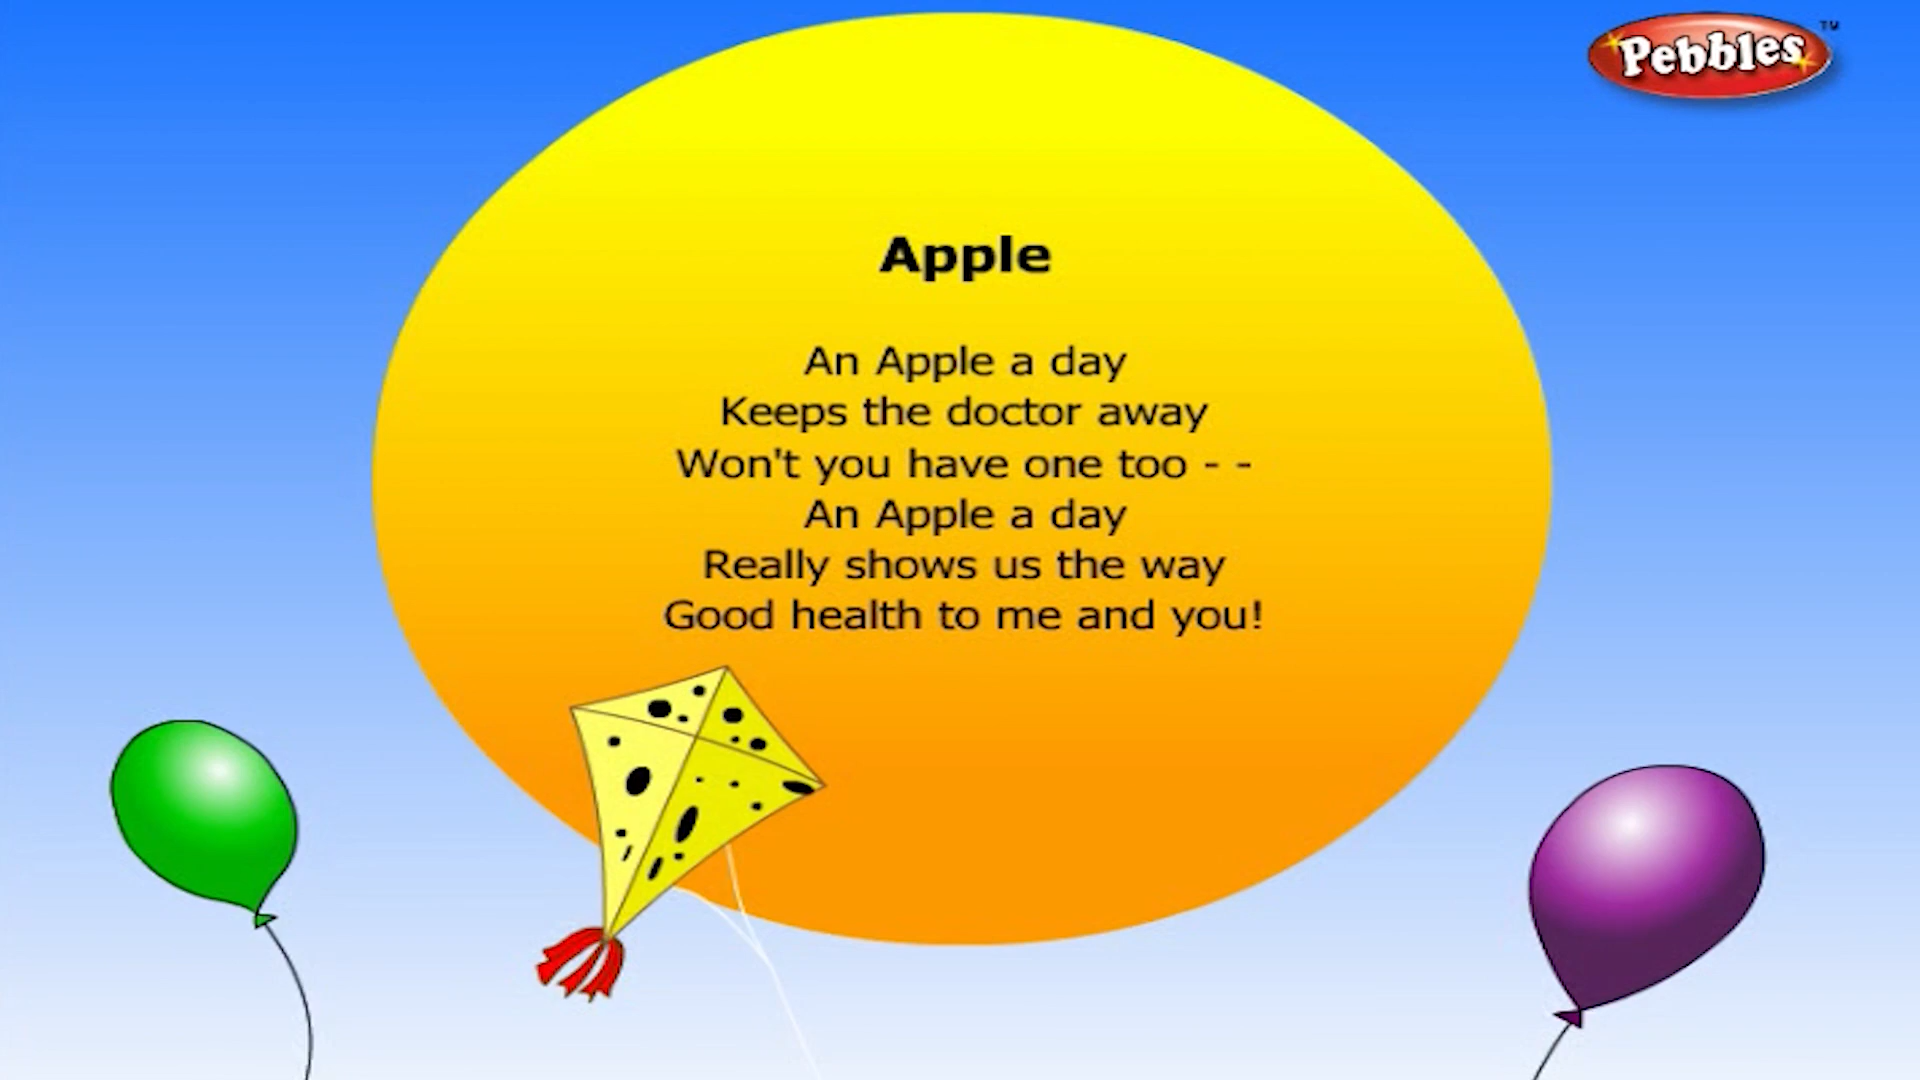 Pebbles TM
Apple
An Apple a day
Keeps the doctor away
Won't you have one too - -
An Apple a day
Really shows us the way
Good health to me and you!